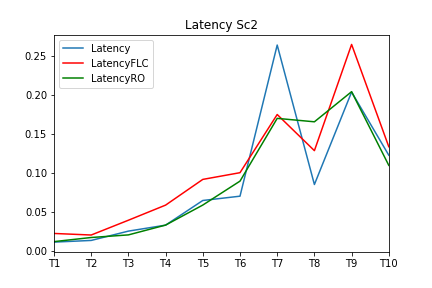 Latency Sc2
Latency
LatencyFLC
LatencyRO
0.25
0.20
0.15
0.10
0.05
0.00
T1 T2 T3 T4 T5 T6 T7 T8 T9 T10